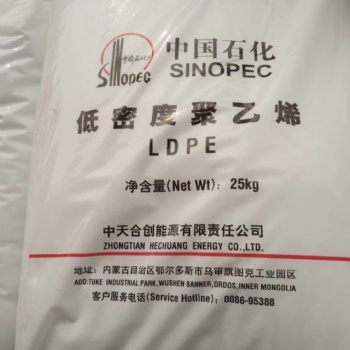 中国石化
SINOPEC
中国石化
SINOPEC
低密度聚乙烯
LDPE
净含量(Net Wt): 25kg
中天合创能源有限责任公司
ZHONGTIAN HECHUANG ENERGY CO.,LTD.
地址:内蒙古自治区鄂尔多斯市乌审旗图克工业园区
ADD:TUKE INDUSTRIAL PARK,WUSHEN BANNER,ORDOS,INNER MONGOLIA
客户服务电话(Service Hotline): 0086-95388